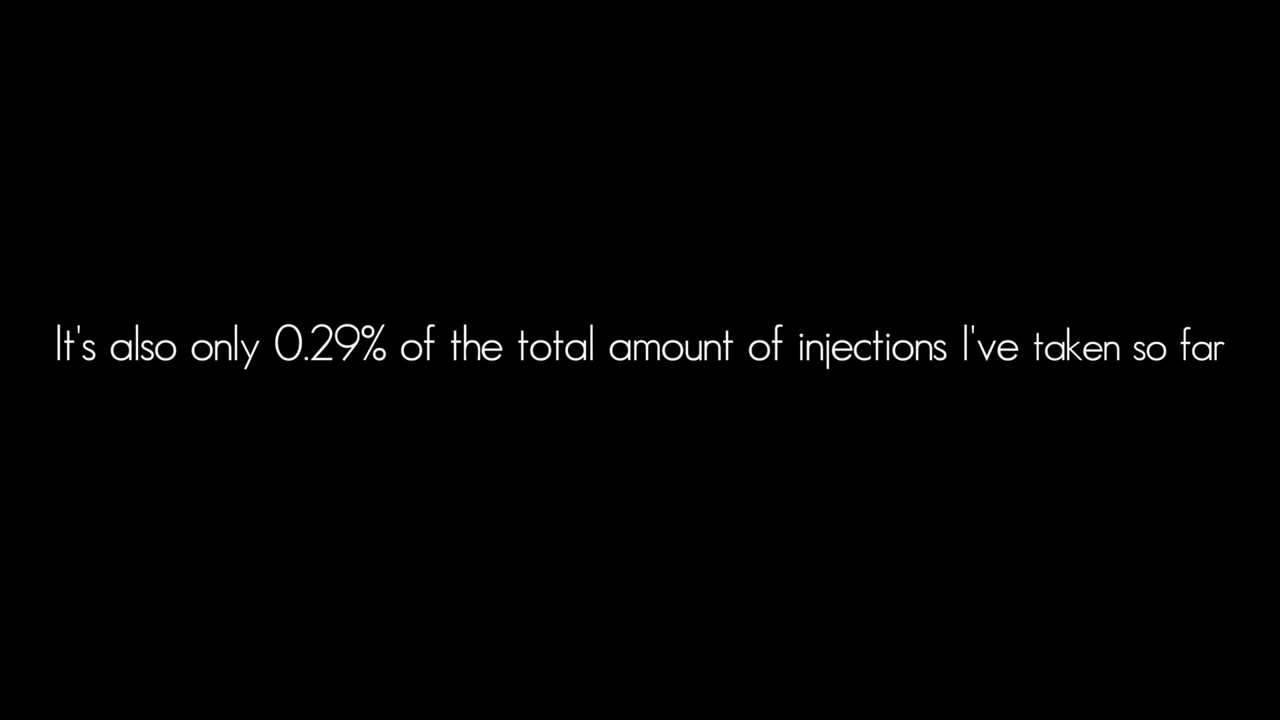 It's also only 0.29% of the total amount of injections I've taken so far